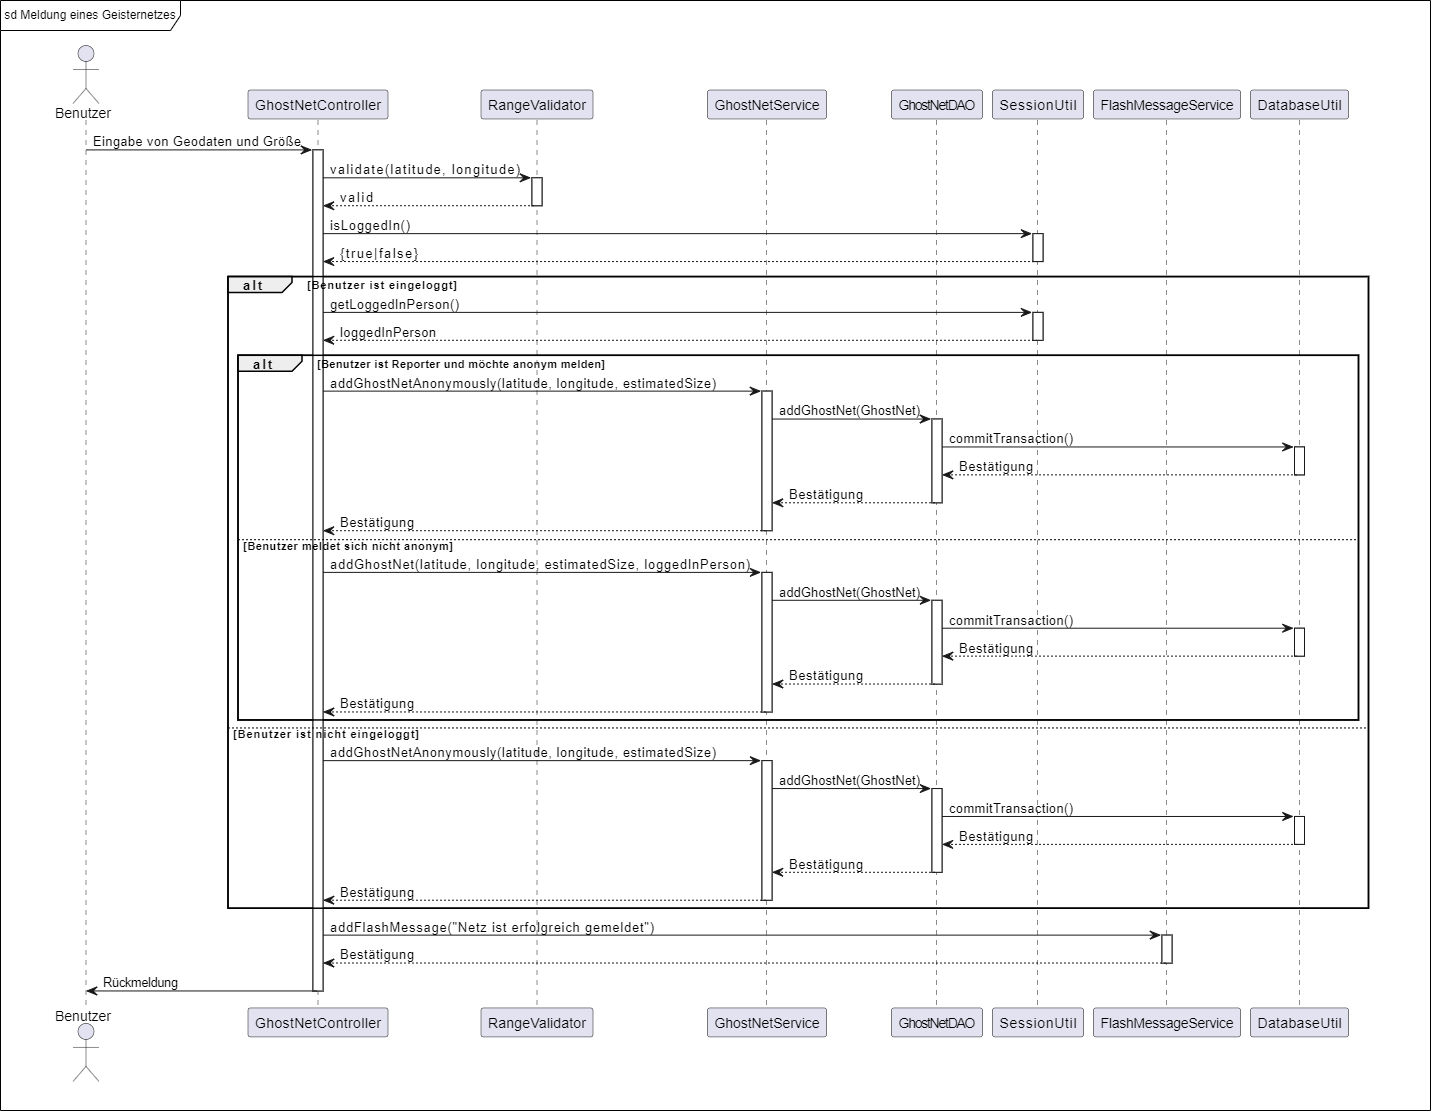 sd Meldung eines Geisternetzes
Benutzer
GhostNetController
RangeValidator
GhostNetService
GhostNetDAO
SessionUtil
FlashMessageService
DatabaseUtil
Eingabe von Geodaten und Größe
validate(latitude, longitude)
valid
isLoggedIn()
{true|false}
alt [Benutzer ist eingeloggt]
getLoggedInPerson()
loggedInPerson
alt [Benutzer ist Reporter und möchte anonym melden]
addGhostNetAnonymously(latitude, longitude, estimatedSize)
addGhostNet(GhostNet)
commitTransaction()
Bestätigung
Bestätigung
Bestätigung
[Benutzer meldet sich nicht anonym]
addGhostNet(latitude, longitude, estimatedSize, loggedInPerson)
addGhostNet(GhostNet)
commitTransaction()
Bestätigung
Bestätigung
Bestätigung
[Benutzer ist nicht eingeloggt]
addGhostNetAnonymously(latitude, longitude, estimatedSize)
addGhostNet(GhostNet)
commitTransaction()
Bestätigung
Bestätigung
Bestätigung
addFlashMessage("Netz ist erfolgreich gemeldet")
Bestätigung
Rückmeldung
Benutzer
GhostNetController
RangeValidator
GhostNetService
GhostNetDAO
SessionUtil
FlashMessageService
DatabaseUtil